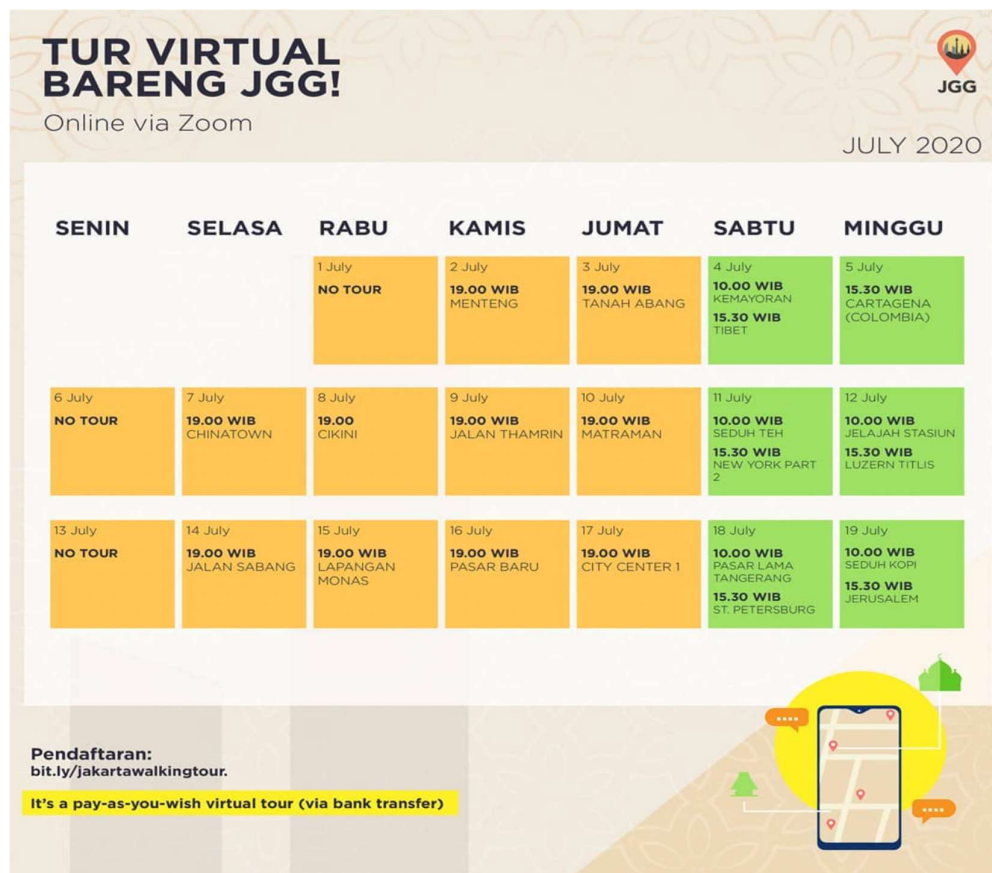 TUR VIRTUAL
BARENG JGG!
Online via Zoom
JGG
JULY 2020
SENIN SELASA RABU KAMIS JUMAT SABTU MINGGU
1 July
NO TOUR
2 July
19.00 WIB
MENTENG
3 July
19.00 WIB
TANAH ABANG
4 July
10.00 WIB
KEMAYORAN
15.30 WIB
TIBET
5 July
15.30 WIB
CARTAGENA
(COLOMBIA)
6 July
NO TOUR
7 July
19.00 WIB
CHINATOWN
8 July
19.00
CIKINI
9 July
19.00 WIB
JALAN THAMRIN
10 July
19.00 WIB
MATRAMAN
11 July
10.00 WIB
SEDUH TEH
15.30 WIB
NEW YORK PART
2
12 July
10.00 WIB
JELAJAH STASIUN
15.30 WIB
LUZERN TITLIS
13 July
NO TOUR
14 July
19.00 WIB
JALAN SABANG
15 July
19.00 WIB
LAPANGAN
MONAS
16 July
19.00 WIB
PASAR BARU
17 July
19.00 WIB
CITY CENTER 1
18 July
10.00 WIB
PASAR LAMA
TANGERANG
15.30 WIB
ST. PETERSBURG
19 July
10.00 WIB
SEDUH KOPI
15.30 WIB
JERUSALEM
Pendaftaran:
bit.ly/jakartawalkingtour.
It's a pay-as-you-wish virtual tour (via bank transfer)